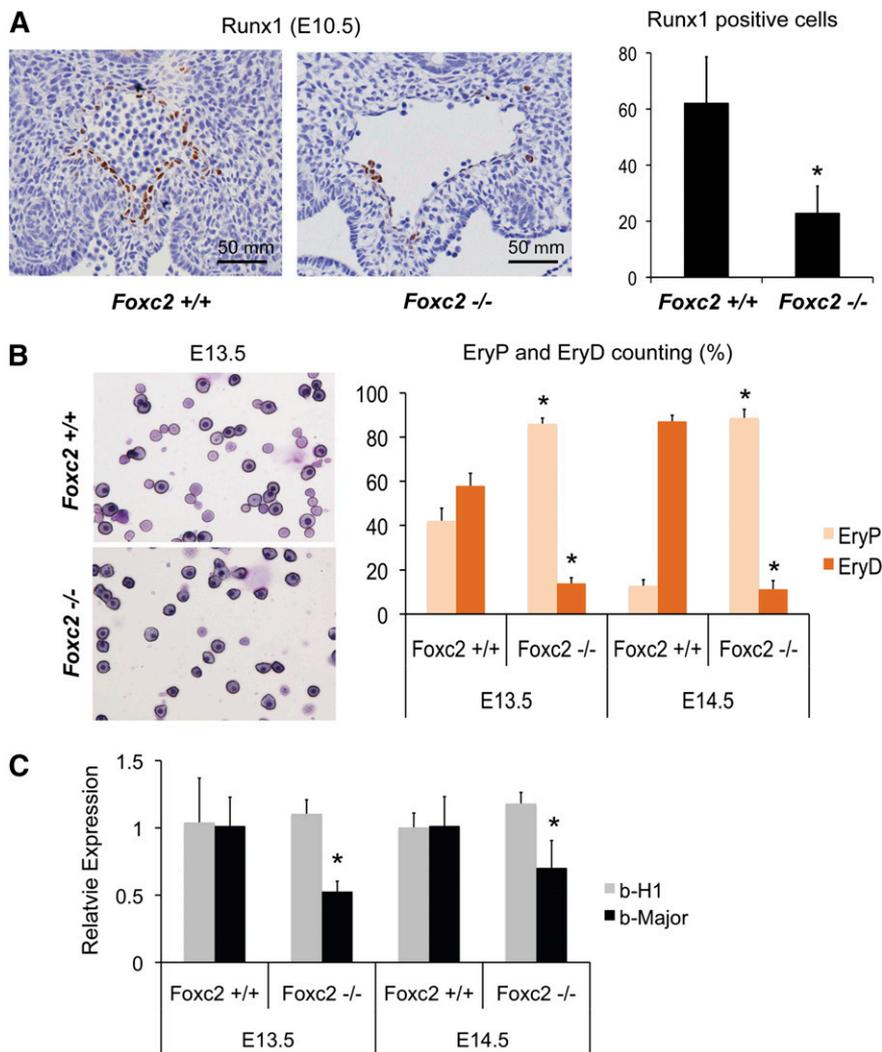 A
Runx1 (E10.5)
50 mm
50 mm
Foxc2 +/+
Foxc2 -/-
Runx1 positive cells
80
60
40
20
0
*
Foxc2 +/+
Foxc2 -/-
B
E13.5
Foxc2 +/+
Foxc2 -/-
EryP and EryD counting (%)
100
80
60
40
20
0
*
*
*
*
EryP
EryD
Foxc2 +/+
Foxc2 -/-
Foxc2 +/+
Foxc2 -/-
E13.5
E14.5
C
Relatvie Expression
1.5
1
0.5
0
*
*
b-H1
b-Major
Foxc2 +/+
Foxc2 -/-
Foxc2 +/+
Foxc2 -/-
E13.5
E14.5